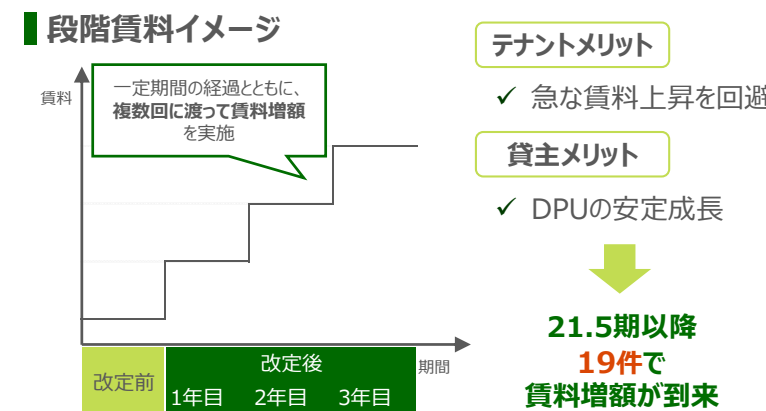 段階賃料イメージ
賃料
一定期間の経過とともに、
複数回に渡って賃料増額
を実施
改定前
改定後
1年目 2年目 3年目
期間
テナントメリット
✓ 急な賃料上昇を回避
貸主メリット
✓ DPUの安定成長
21.5期以降
19件で
賃料増額が到来